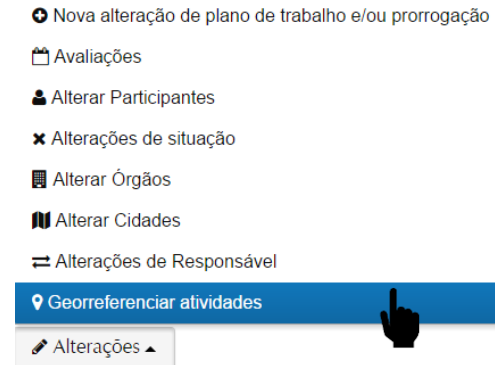 Nova alteração de plano de trabalho e/ou prorrogação
Avaliações
Alterar Participantes
Alterações de situação
Alterar Órgãos
Alterar Cidades
Alterações de Responsável
Georreferenciar atividades
Alterações